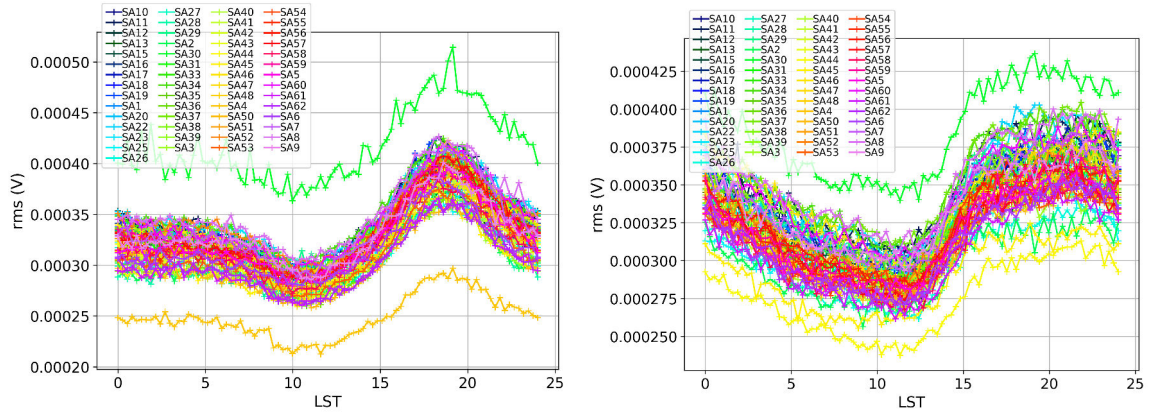 SA10
SA11
SA12
SA13
SA15
SA16
SA17
SA18
SA19
SA1
SA20
SA22
SA23
SA25
SA26
SA27
SA28
SA29
SA2
SA30
SA31
SA33
SA34
SA35
SA36
SA37
SA38
SA39
SA3
SA40
SA41
SA42
SA43
SA44
SA45
SA46
SA47
SA48
SA4
SA50
SA51
SA52
SA53
SA54
SA55
SA56
SA57
SA58
SA59
SA5
SA60
SA61
SA62
SA6
SA7
SA8
SA9
rms (V)
0.00050
0.00045
0.00040
0.00035
0.00030
0.00025
0.00020
0 5 10 15 20 25
LST
SA10
SA11
SA12
SA13
SA15
SA16
SA17
SA18
SA19
SA1
SA20
SA22
SA23
SA25
SA26
SA27
SA28
SA29
SA2
SA30
SA31
SA33
SA34
SA35
SA36
SA37
SA38
SA39
SA3
SA40
SA41
SA42
SA43
SA44
SA45
SA46
SA47
SA48
SA4
SA50
SA51
SA52
SA53
SA54
SA55
SA56
SA57
SA58
SA59
SA5
SA60
SA61
SA62
SA6
SA7
SA8
SA9
rms (V)
0.000425
0.000400
0.000375
0.000350
0.000325
0.000300
0.000275
0.000250
0 5 10 15 20 25
LST